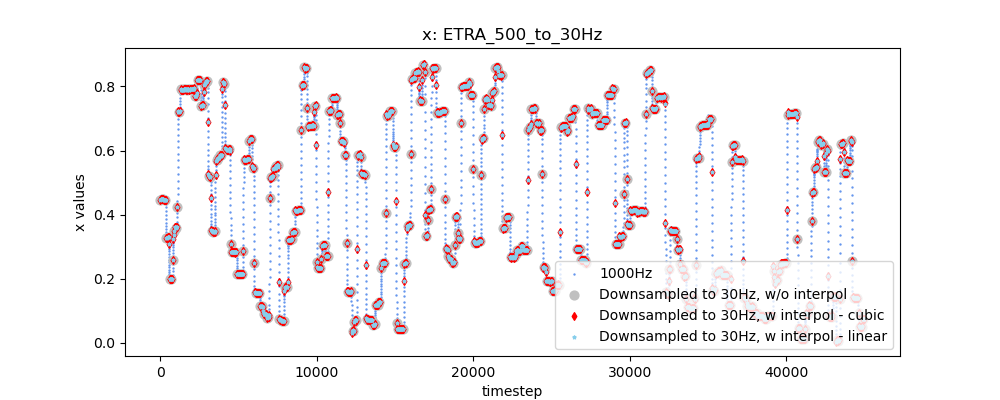 x: ETRA_500_to_30Hz
x values
0.8
0.6
0.4
0.2
0.0
1000Hz
Downsampled to 30Hz, w/o interpol
Downsampled to 30Hz, w interpol - cubic
Downsampled to 30Hz, w interpol - linear
0 10000 20000 30000 40000
timestep